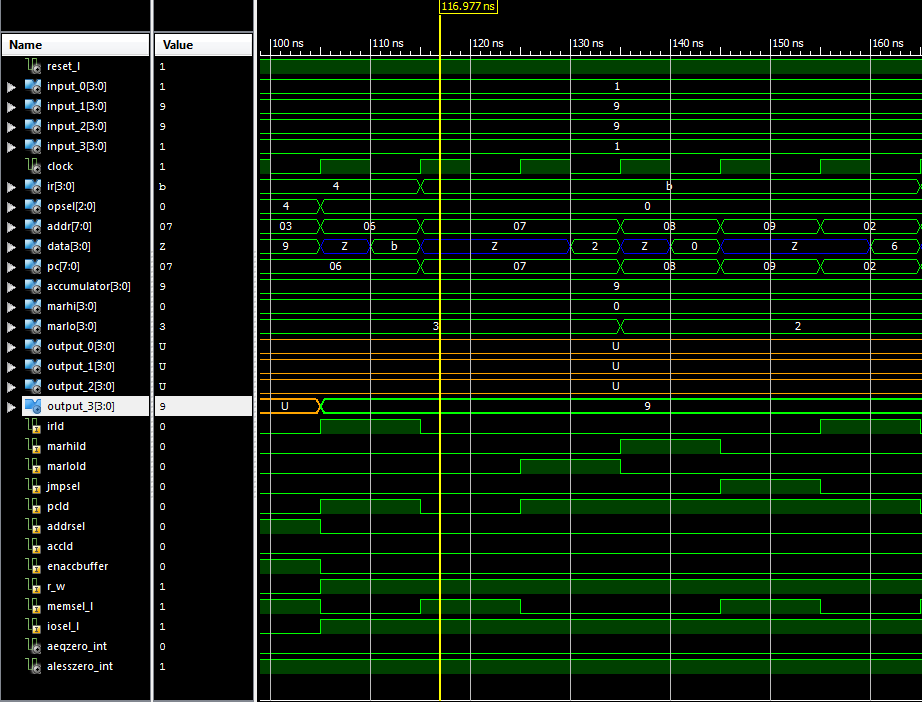 116.977 ns
Name Value 100 ns 110 ns 120 ns 130 ns 140 ns 150 ns 160 ns
reset_l 1
input_0[3:0] 1 1
input_1[3:0] 9 9
input_2[3:0] 9 9
input_3[3:0] 1 1
clock 1
ir[3:0] b 4 b
opsel[2:0] 0 4 0
addr[7:0] 07 03 06 07 08 09 02
data[3:0] Z 9 Z b Z 2 Z 0 Z 6
pc[7:0] 07 06 07 08 09 02
accumulator[3:0] 9 9
marhi[3:0] 0 0
marlo[3:0] 3 3 2
output_0[3:0] U U
output_1[3:0] U U
output_2[3:0] U U
output_3[3:0] 9 U 9
irld 0
marhild 0
marlold 0
jmpsel 0
pcld 0
addrsel 0
accld 0
enaccbuffer 0
r_w 1
memsel_l 1
iosel_l 1
aeqzero_int 0
alesszero_int 1